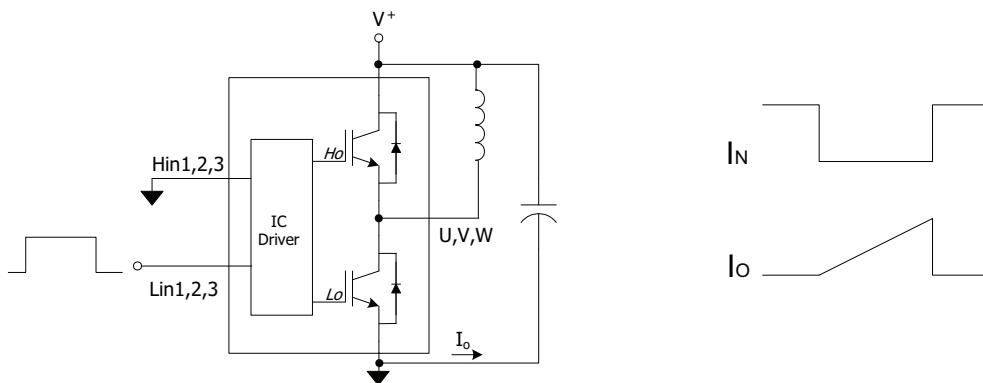 V+
Ho
Hin1,2,3
IC
Driver
U,V,W
Lin1,2,3
Lo
Io
IN
IO